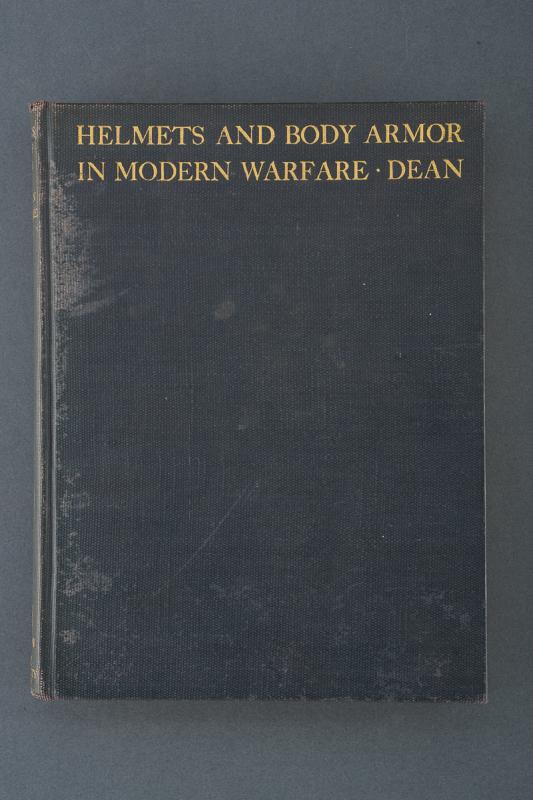 HELMETS AND BODY ARMOR
IN MODERN WARFARE · DEAN